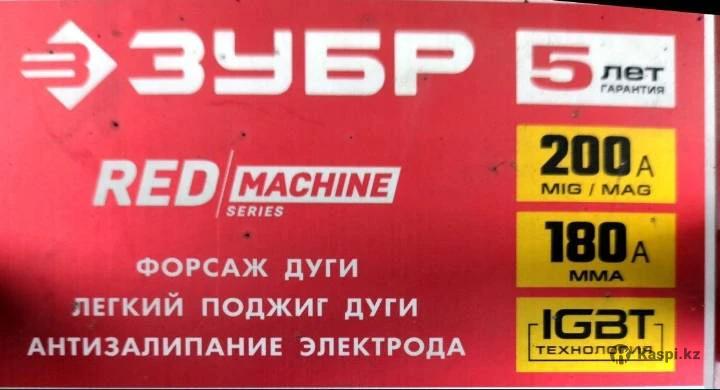 ЗУБР
5 лет
ГАРАНТИЯ
RED MACHINE
SERIES
200 А
MIG / MAG
180 А
MMA
IGBT
ТЕХНОЛОГИЯ
ФОРСАЖ ДУГИ
ЛЕГКИЙ ПОДЖИГ ДУГИ
АНТИЗАЛИПАНИЕ ЭЛЕКТРОДА
Kaspi.kz